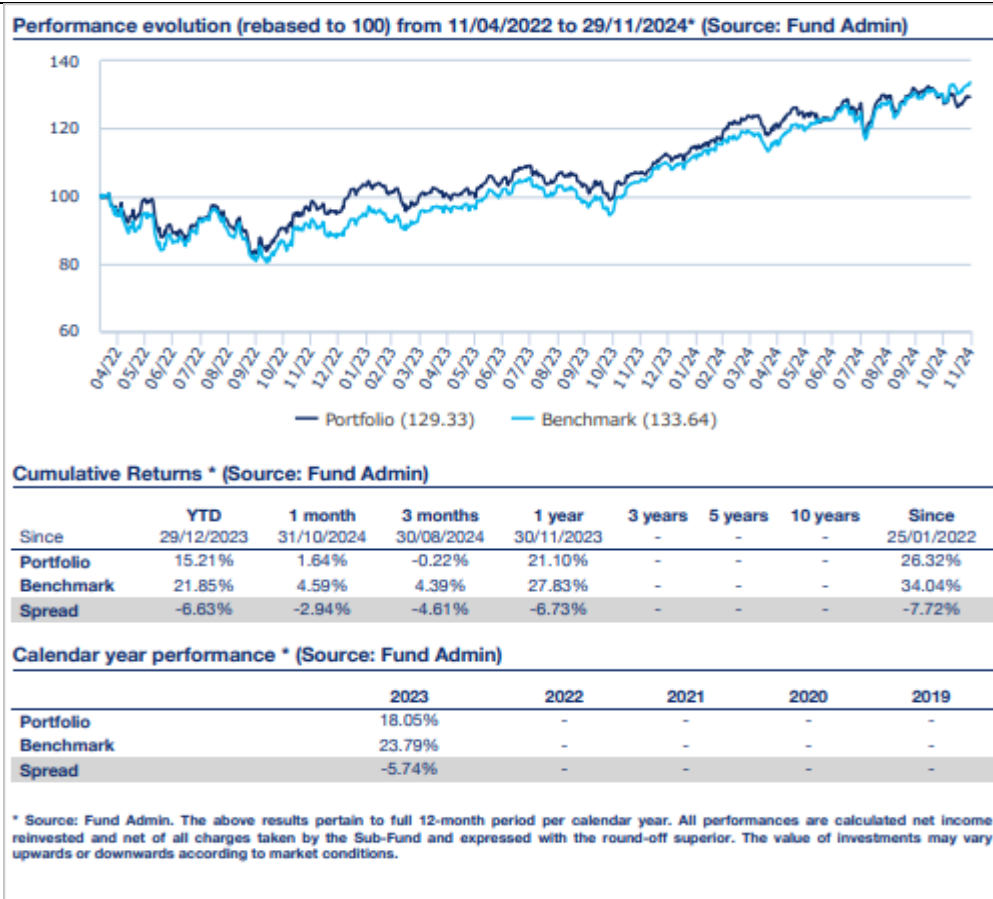 Performance evolution (rebased to 100) from 11/04/2022 to 29/11/2024* (Source: Fund Admin)
140
120
100
80
60
04/22 05/22 06/22 07/22 08/22 09/22 10/22 11/22 12/22 01/23 02/23 03/23 04/23 05/23 06/23 07/23 08/23 09/23 10/23 11/23 12/23 01/24 02/24 03/24 04/24 05/24 06/24 07/24 08/24 09/24 10/24 11/24
Portfolio (129.33) Benchmark (133.64)
Cumulative Returns * (Source: Fund Admin)
YTD 1 month 3 months 1 year 3 years 5 years 10 years Since
Since 29/12/2023 31/10/2024 30/08/2024 30/11/2023 - - - 25/01/2022
Portfolio 15.21% 1.64% -0.22% 21.10% - - - 26.32%
Benchmark 21.85% 4.59% 4.39% 27.83% - - - 34.04%
Spread -6.63% -2.94% -4.61% -6.73% - - - -7.72%
Calendar year performance * (Source: Fund Admin)
2023 2022 2021 2020 2019
Portfolio 18.05% - - - -
Benchmark 23.79% - - - -
Spread -5.74% - - - -
* Source: Fund Admin. The above results pertain to full 12-month period per calendar year. All performances are calculated net income
reinvested and net of all charges taken by the Sub-Fund and expressed with the round-off superior. The value of investments may vary
upwards or downwards according to market conditions.